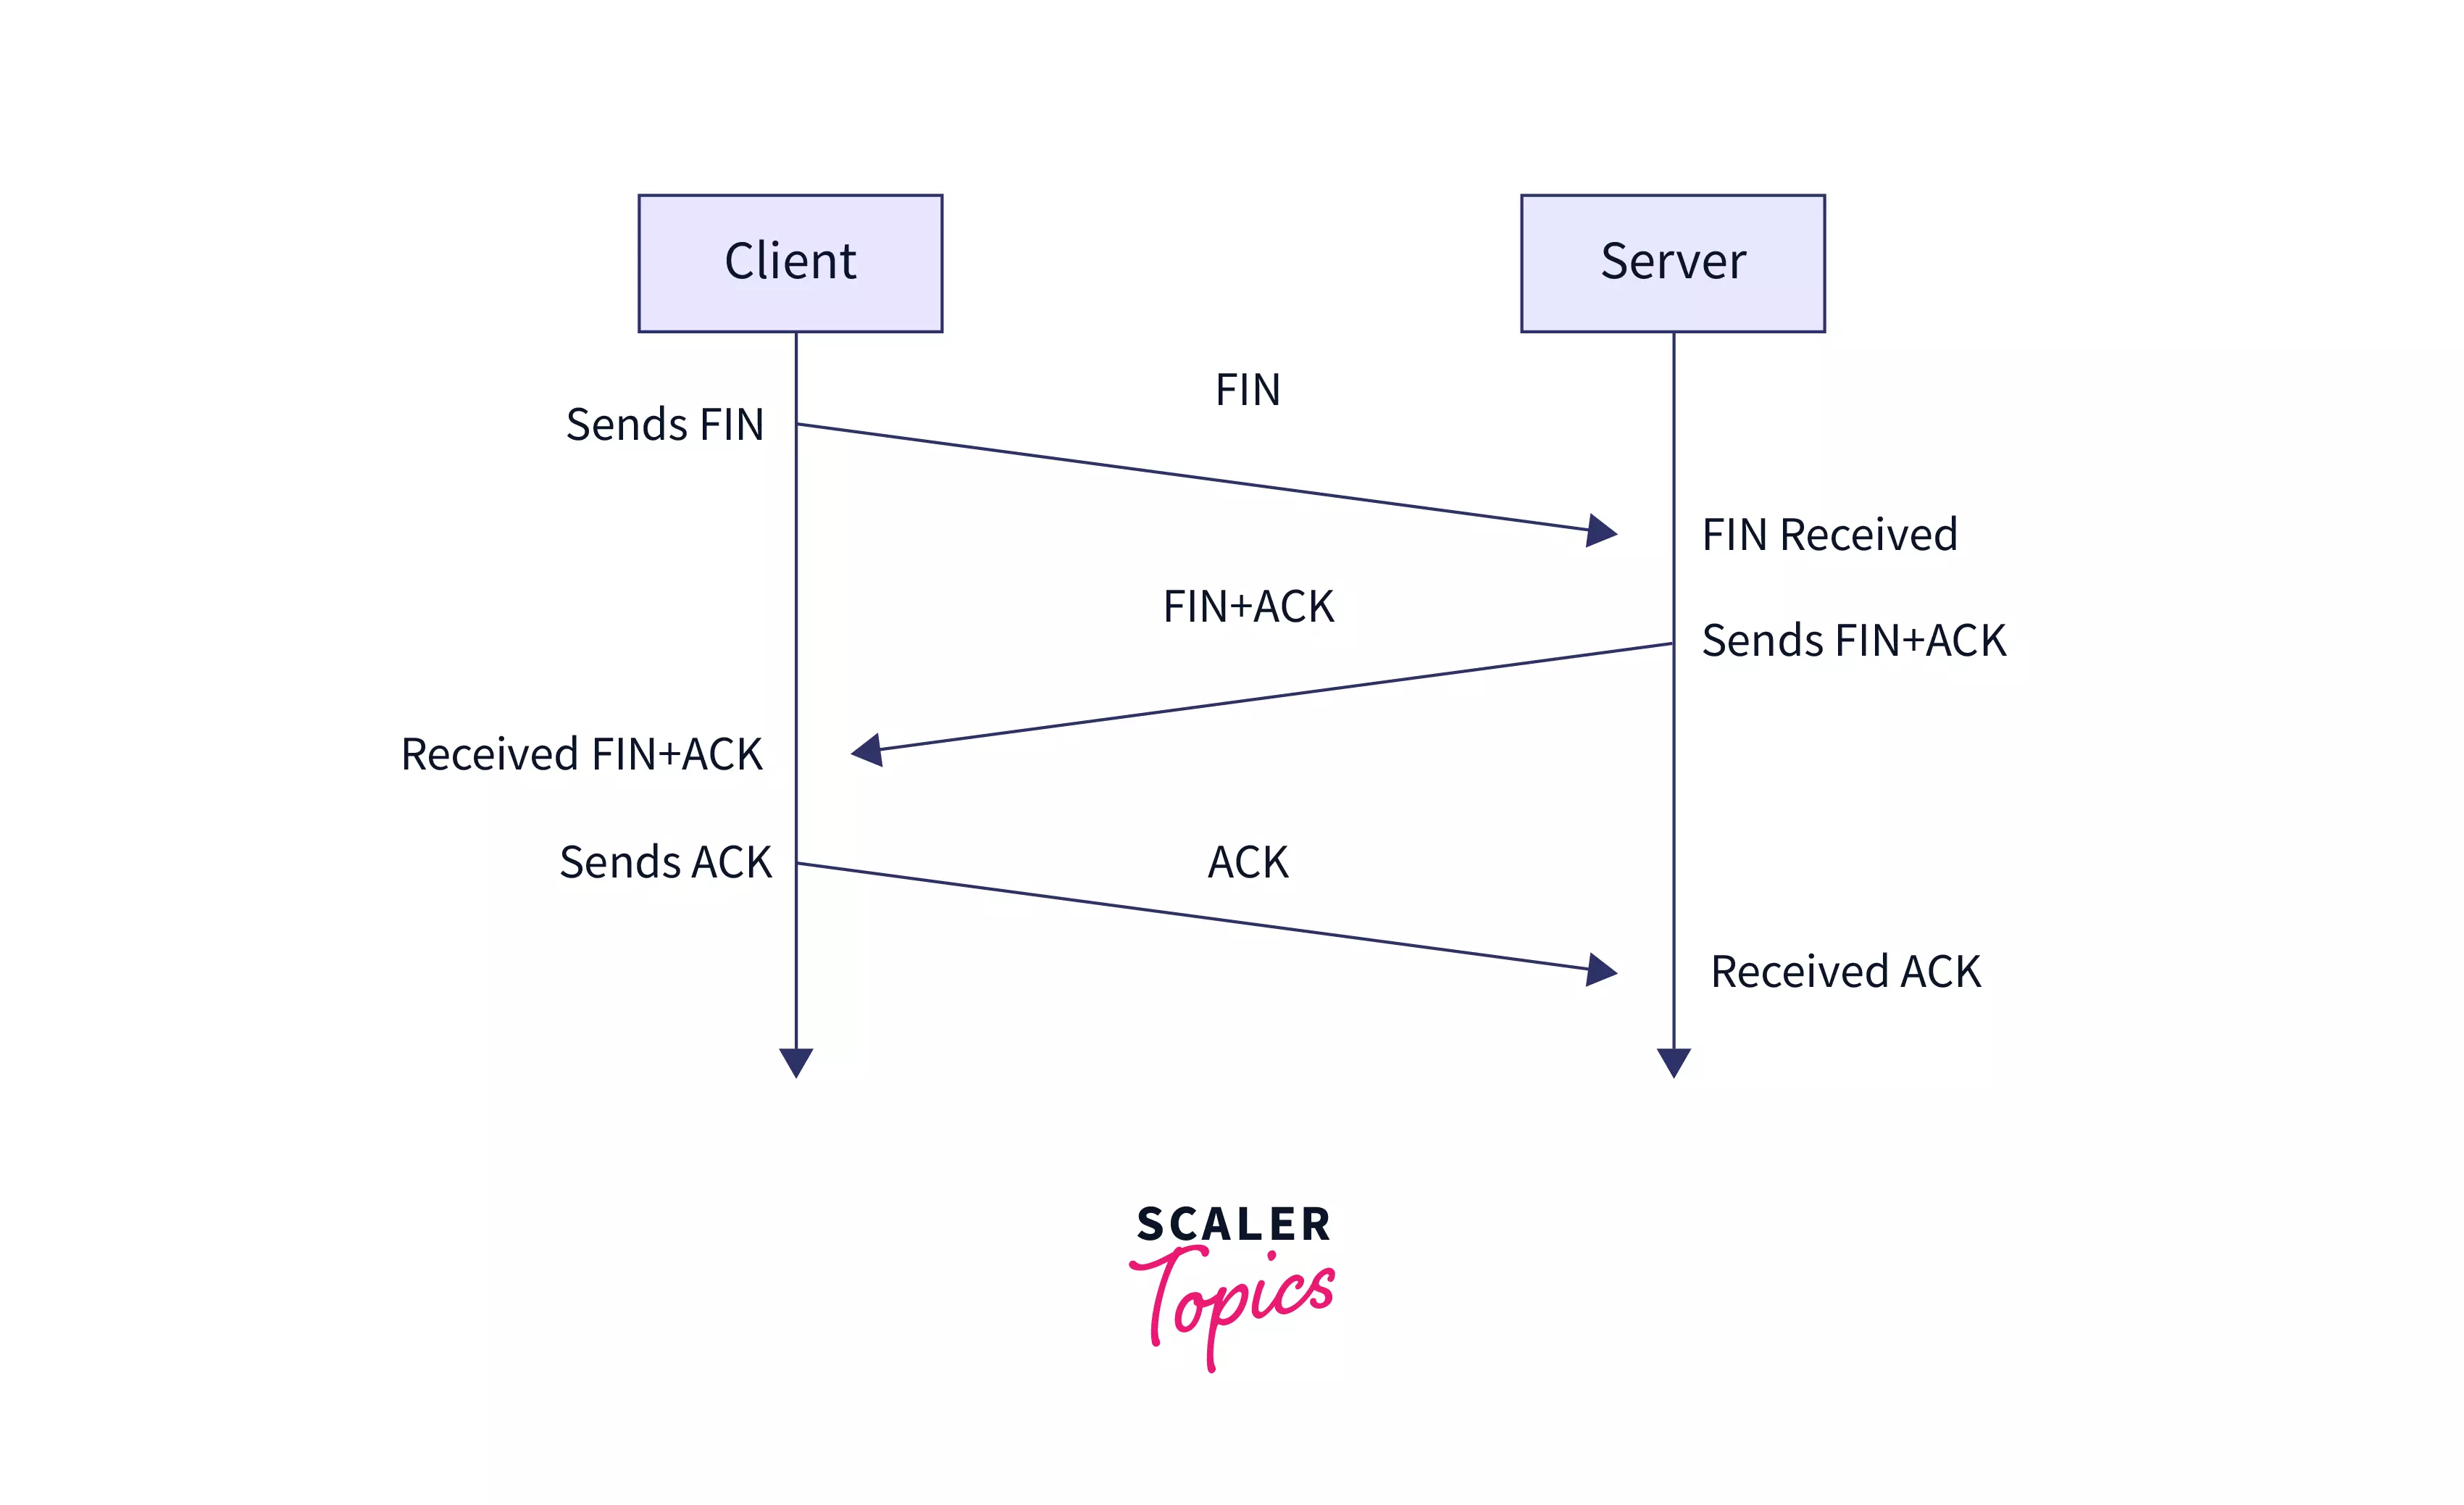 Client
Server
FIN
Sends FIN
FIN Received
FIN+ACK
Sends FIN+ACK
Received FIN+ACK
Sends ACK
ACK
Received ACK
SCALER
Topics